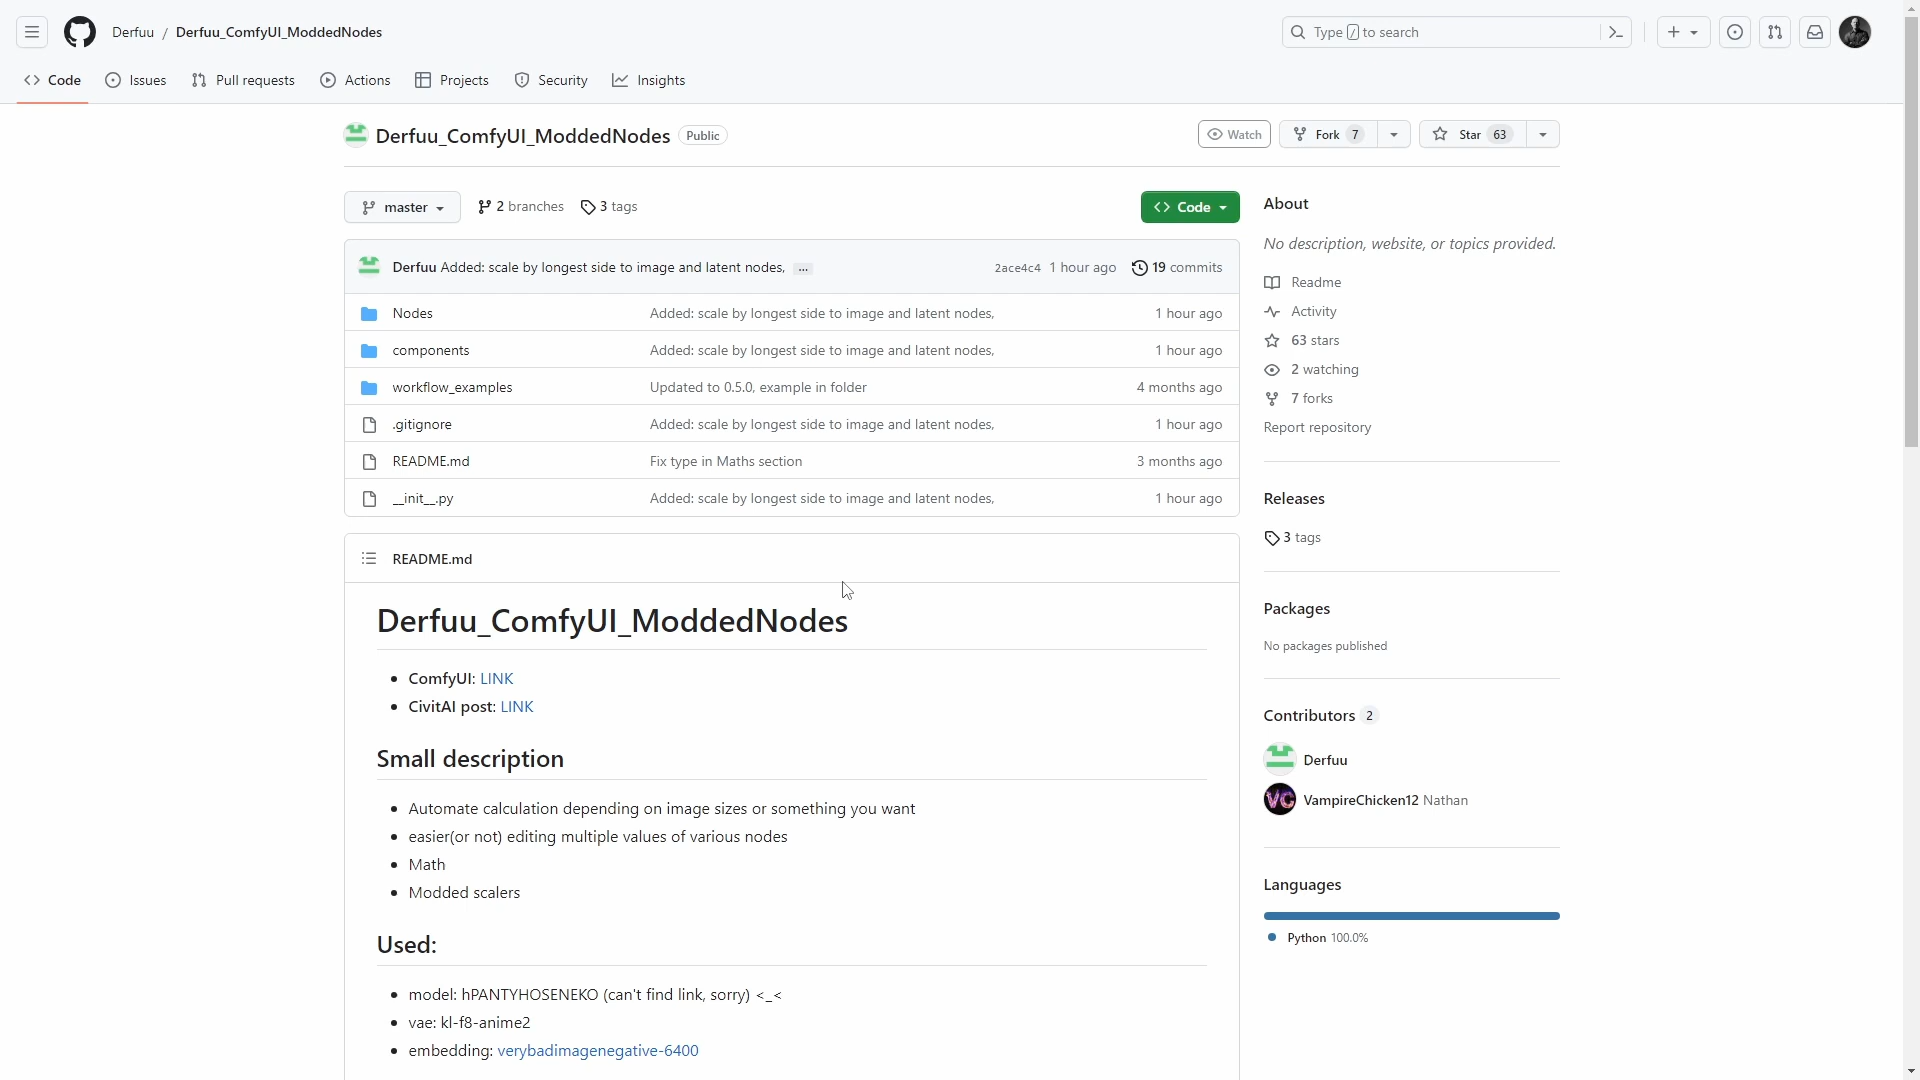 Derfuu / Derfuu_ComfyUI_ModdedNodes
Type / to search
Code Issues Pull requests Actions Projects Security Insights
Derfuu_ComfyUI_ModdedNodes Public
Watch Fork 7 Star 63
master 2 branches 3 tags
Code
Derfuu Added: scale by longest side to image and latent nodes, ... 2ace4c4 1 hour ago 19 commits
Nodes Added: scale by longest side to image and latent nodes, 1 hour ago
components Added: scale by longest side to image and latent nodes, 1 hour ago
workflow_examples Updated to 0.5.0, example in folder 4 months ago
.gitignore Added: scale by longest side to image and latent nodes, 1 hour ago
README.md Fix type in Maths section 3 months ago
__init__.py Added: scale by longest side to image and latent nodes, 1 hour ago
README.md
Derfuu_ComfyUI_ModdedNodes
ComfyUI: LINK
CivitAI post: LINK
Small description
Automate calculation depending on image sizes or something you want
easier(or not) editing multiple values of various nodes
Math
Modded scalers
Used:
model: hPANTYHOSENEKO (can't find link, sorry) <_<
vae: kl-f8-anime2
embedding: verybadimagenegative-6400
About
No description, website, or topics provided.
Readme
Activity
63 stars
2 watching
7 forks
Report repository
Releases
3 tags
Packages
No packages published
Contributors 2
Derfuu
VC
VampireChicken12 Nathan
Languages
Python 100.0%